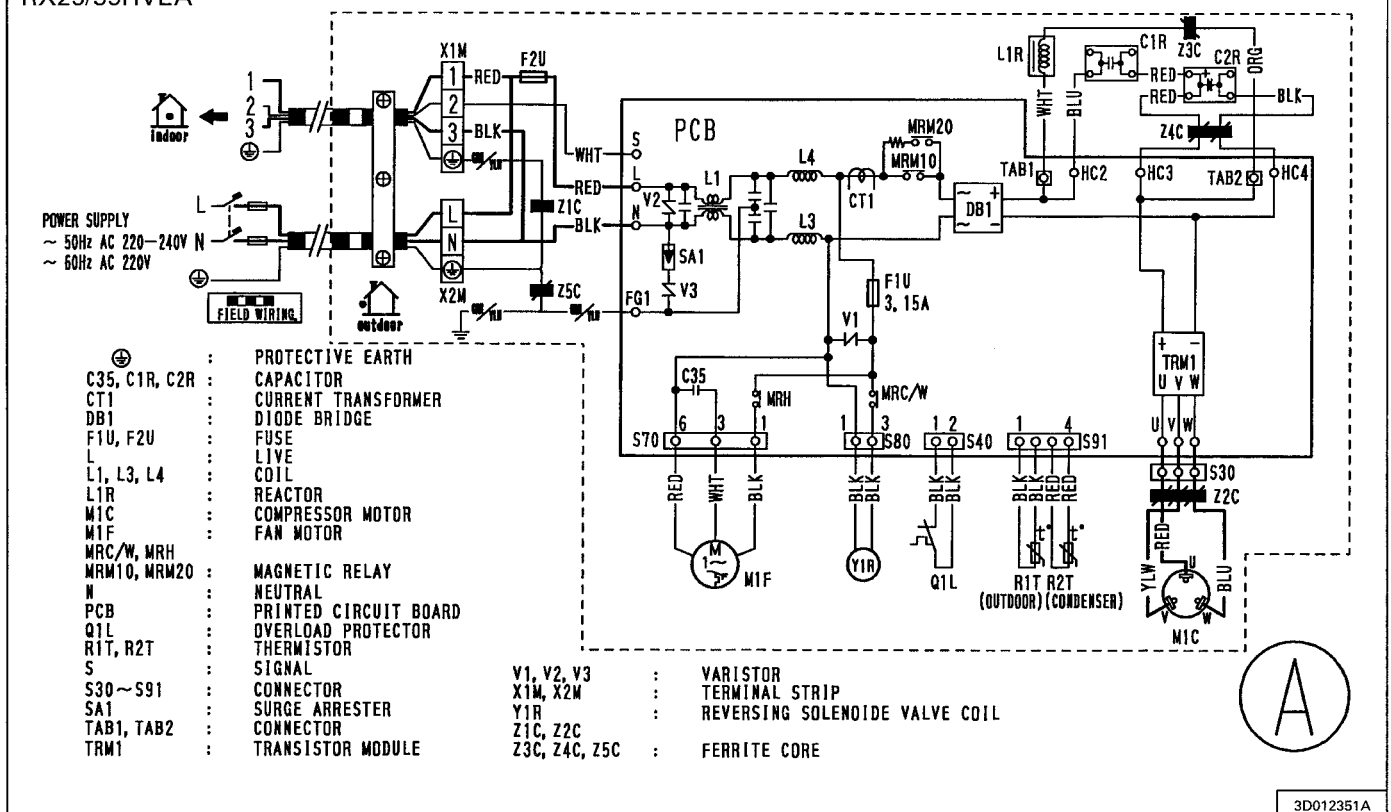 X1M
F2U
L1R
C1R
Z3C
C2R
ORG
1
2
3
indoor
1
2
3
RED
BLK
WHT
BLU
RED
RED
BLK
Z4C
PCB
S
WHT
L
RED
N
BLK
V2
L1
L4
L3
CT1
MRM20
MRM10
DB1
TAB1
HC2
HC3
TAB2
HC4
POWER SUPPLY
~ 50Hz AC 220-240V
~ 60Hz AC 220V
L
N
FIELD WIRING
outdoor
L
N
X2M
Z1C
Z5C
SA1
V3
FG1
F1U
3, 15A
V1
TRM1
+ -
U V W
C35
MRH
MRC/W
S70
6 3 1
1 3
S80
1 2
S40
1 4
S91
U V W
S30
Z2C
RED
WHT
BLK
BLK
BLK
BLK
BLK
BLK
BLK
RED
RED
M
1~
M1F
Y1R
Q1L
t°
t°
R1T R2T
(OUTDOOR)(CONDENSER)
YLW
RED
BLU
U
V
W
M1C
: PROTECTIVE EARTH
C35, C1R, C2R : CAPACITOR
CT1 : CURRENT TRANSFORMER
DB1 : DIODE BRIDGE
F1U, F2U : FUSE
L : LIVE
L1, L3, L4 : COIL
L1R : REACTOR
M1C : COMPRESSOR MOTOR
M1F : FAN MOTOR
MRC/W, MRH
MRM10, MRM20 : MAGNETIC RELAY
N : NEUTRAL
PCB : PRINTED CIRCUIT BOARD
Q1L : OVERLOAD PROTECTOR
R1T, R2T : THERMISTOR
S : SIGNAL
S30~S91 : CONNECTOR
SA1 : SURGE ARRESTER
TAB1, TAB2 : CONNECTOR
TRM1 : TRANSISTOR MODULE
V1, V2, V3 : VARISTOR
X1M, X2M : TERMINAL STRIP
Y1R : REVERSING SOLENOIDE VALVE COIL
Z1C, Z2C
Z3C, Z4C, Z5C : FERRITE CORE
A
3D012351A